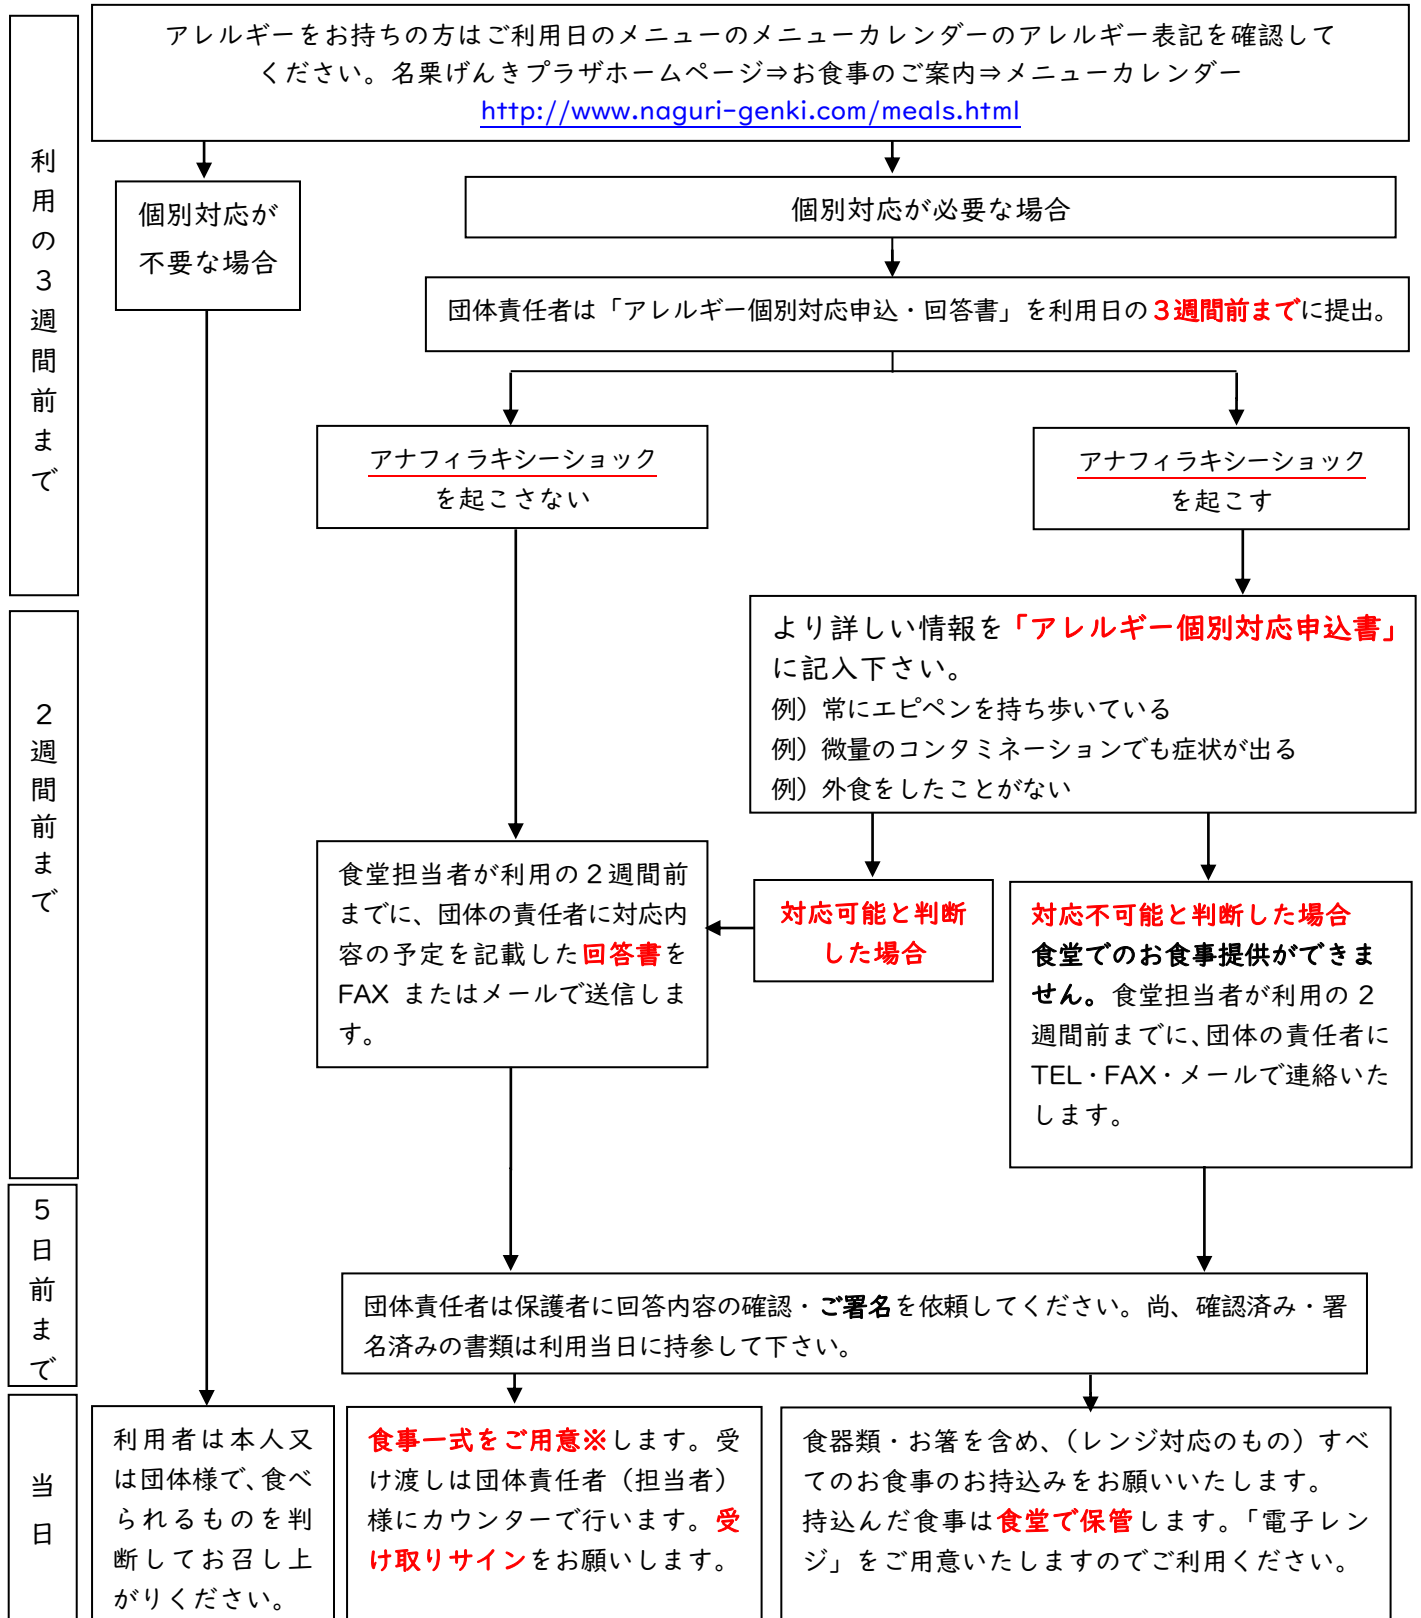 アレルギーをお持ちの方はご利用日のメニューのメニューカレンダーのアレルギー表記を確認して
ください。名栗げんきプラザホームページ⇒お食事のご案内⇒メニューカレンダー
http://www.naguri-genki.com/meals.html
利用の3週間前まで
個別対応が
不要な場合
個別対応が必要な場合
団体責任者は「アレルギー個別対応申込・回答書」を利用日の3週間前までに提出。
アナフィラキシーショック
を起こさない
アナフィラキシーショック
を起こす
2週間前まで
より詳しい情報を「アレルギー個別対応申込書」
に記入下さい。
例）常にエピペンを持ち歩いている
例）微量のコンタミネーションでも症状が出る
例）外食をしたことがない
食堂担当者が利用の2週間前
までに、団体の責任者に対応内
容の予定を記載した回答書を
FAX またはメールで送信しま
す。
対応可能と判断
した場合
対応不可能と判断した場合
食堂でのお食事提供ができま
せん。食堂担当者が利用の 2
週間前までに、団体の責任者に
TEL・FAX・メールで連絡いた
します。
5日前まで
団体責任者は保護者に回答内容の確認・ご署名を依頼してください。尚、確認済み・署
名済みの書類は利用当日に持参して下さい。
当日
利用者は本人又
は団体様で、食べ
られるものを判
断してお召し上
がりください。
食事一式をご用意※します。受
け渡しは団体責任者（担当者）
様にカウンターで行います。受
け取りサインをお願いします。
食器類・お箸を含め、（レンジ対応のもの）すべ
てのお食事のお持込みをお願いいたします。
持込んだ食事は食堂で保管します。「電子レン
ジ」をご用意いたしますのでご利用ください。